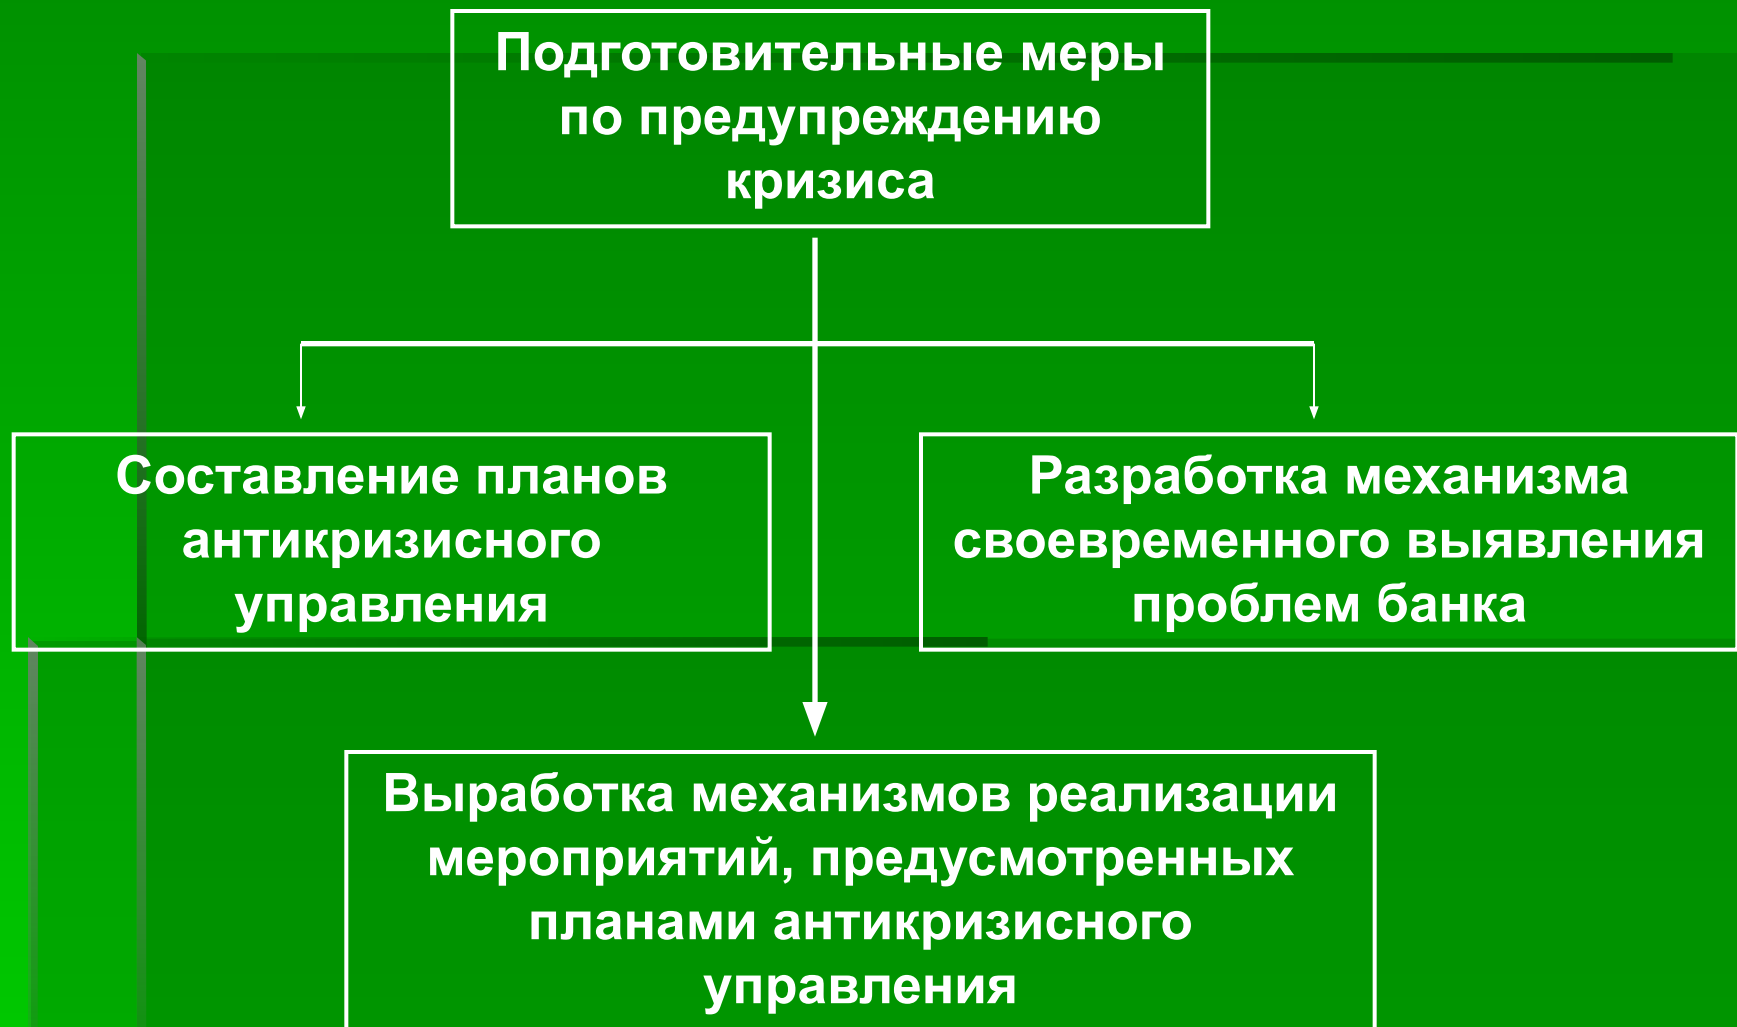 Подготовительные меры
по предупреждению
кризиса
Составление планов
антикризисного
управления
Разработка механизма
своевременного выявления
проблем банка
Выработка механизмов реализации
мероприятий, предусмотренных
планами антикризисного
управления